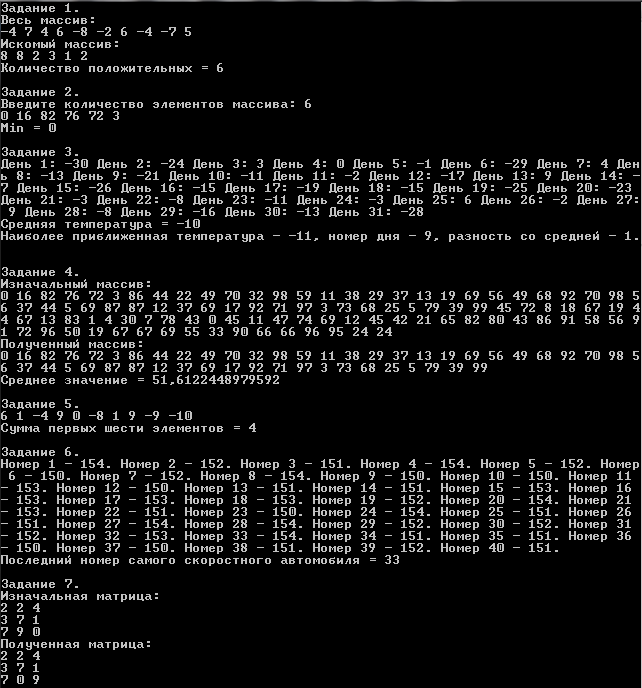 Задание 1.
Весь массив:
-4 7 4 6 -8 -2 6 -4 -7 5
Искомый массив:
8 8 2 3 1 2
Количество положительных = 6
Задание 2.
Введите количество элементов массива: 6
0 16 82 76 72 3
Min = 0
Задание 3.
День 1: -30 День 2: -24 День 3: 3 День 4: 0 День 5: -1 День 6: -29 День 7: 4 Ден
ь 8: -13 День 9: -21 День 10: -11 День 11: -2 День 12: -17 День 13: 9 День 14: -
7 День 15: -26 День 16: -15 День 17: -19 День 18: -15 День 19: -25 День 20: -23
День 21: -3 День 22: -8 День 23: -11 День 24: -3 День 25: 6 День 26: -2 День 27:
9 День 28: -8 День 29: -16 День 30: -13 День 31: -28
Средняя температура = -10
Наиболее приближенная температура - -11, номер дня - 9, разность со средней - 1.
Задание 4.
Изначальный массив:
0 16 82 76 72 3 86 44 22 49 70 32 98 59 11 38 29 37 13 19 69 56 49 68 92 70 98 5
6 37 44 5 69 87 87 12 37 69 17 92 71 97 3 73 68 25 5 79 39 99 45 72 8 18 67 19 4
4 67 13 83 1 4 30 7 78 43 0 45 11 47 74 69 12 45 42 21 65 82 80 43 86 91 58 56 9
1 72 96 50 19 67 67 69 55 33 90 66 66 96 95 24 24
Полученный массив:
0 16 82 76 72 3 86 44 22 49 70 32 98 59 11 38 29 37 13 19 69 56 49 68 92 70 98 5
6 37 44 5 69 87 87 12 37 69 17 92 71 97 3 73 68 25 5 79 39 99
Среднее значение = 51,6122448979592
Задание 5.
6 1 -4 9 0 -8 1 9 -9 -10
Сумма первых шести элементов = 4
Задание 6.
Номер 1 - 154. Номер 2 - 152. Номер 3 - 151. Номер 4 - 154. Номер 5 - 152. Номер
6 - 150. Номер 7 - 152. Номер 8 - 154. Номер 9 - 150. Номер 10 - 150. Номер 11
- 153. Номер 12 - 150. Номер 13 - 151. Номер 14 - 151. Номер 15 - 153. Номер 16
- 153. Номер 17 - 153. Номер 18 - 153. Номер 19 - 152. Номер 20 - 154. Номер 21
- 153. Номер 22 - 151. Номер 23 - 150. Номер 24 - 154. Номер 25 - 151. Номер 26
- 151. Номер 27 - 154. Номер 28 - 154. Номер 29 - 152. Номер 30 - 152. Номер 31
- 152. Номер 32 - 153. Номер 33 - 154. Номер 34 - 151. Номер 35 - 151. Номер 36
- 150. Номер 37 - 150. Номер 38 - 151. Номер 39 - 152. Номер 40 - 151.
Последний номер самого скоростного автомобиля = 33
Задание 7.
Изначальная матрица:
2 2 4
3 7 1
7 9 0
Полученная матрица:
2 2 4
3 7 1
7 0 9